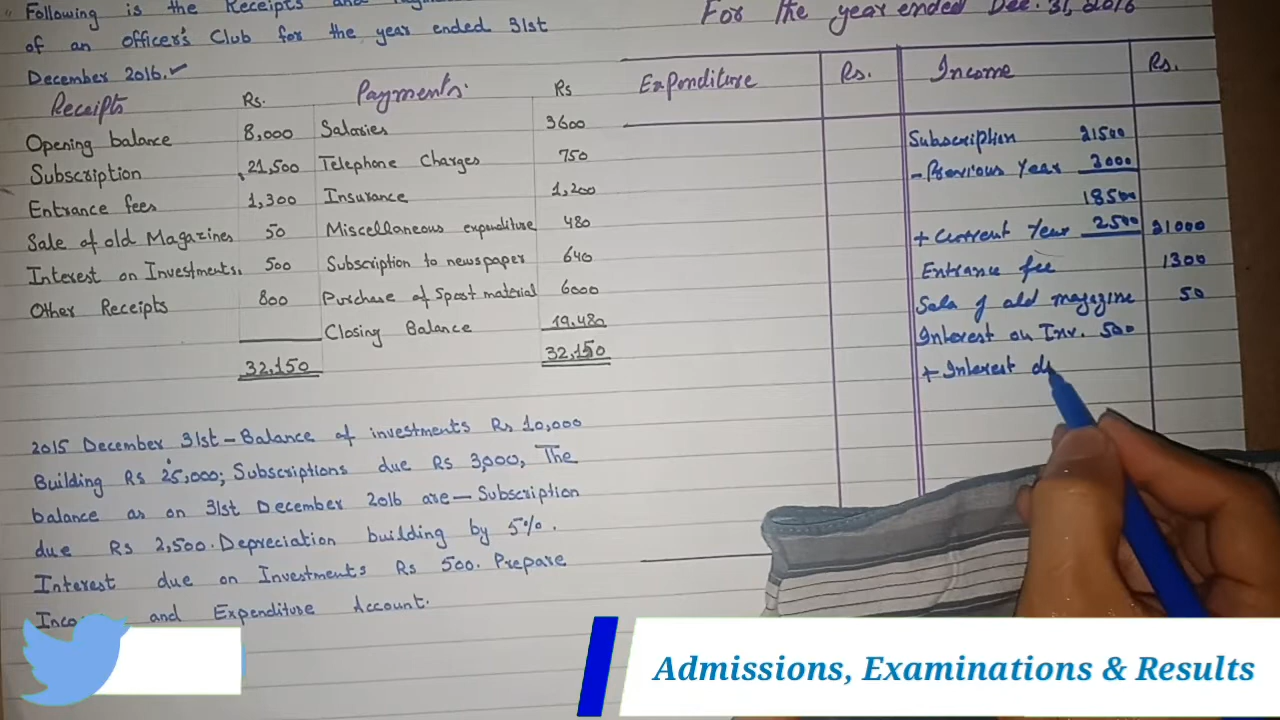 Following is the Receipts and
of an officer's Club for the year ended 31st
December 2016.
Receipts Rs. Payments. Rs
Opening balance 8,000 Salaries 3600
Subscription 21,500 Telephone Charges 750
Entrance fees 1,300 Insurance 1,200
Sale of old Magazines 50 Miscellaneous expenditure 480
Interest on Investments. 500 Subscription to newspaper 640
Other Receipts 800 Purchase of Sport material 6000
Closing Balance 19,480
32,150 32,150
2015 December 31st - Balance of investments Rs 10,000
Building Rs 25,000; Subscriptions due Rs 3,000, The
balance as on 31st December 2016 are - Subscription
due Rs 2,500. Depreciation building by 5%.
Interest due on Investments Rs 500. Prepare
and Expenditure Account.
For the year ended Dec. 31, 2016
Expenditure Rs. Income Rs.
Subscription 21500
- Previous Year 3000
18500
+ Current Year 2500 21000
Entrance fee 1300
Sale of old magazine 50
Interest on Inv. 500
+ Interest d
Admissions, Examinations & Results